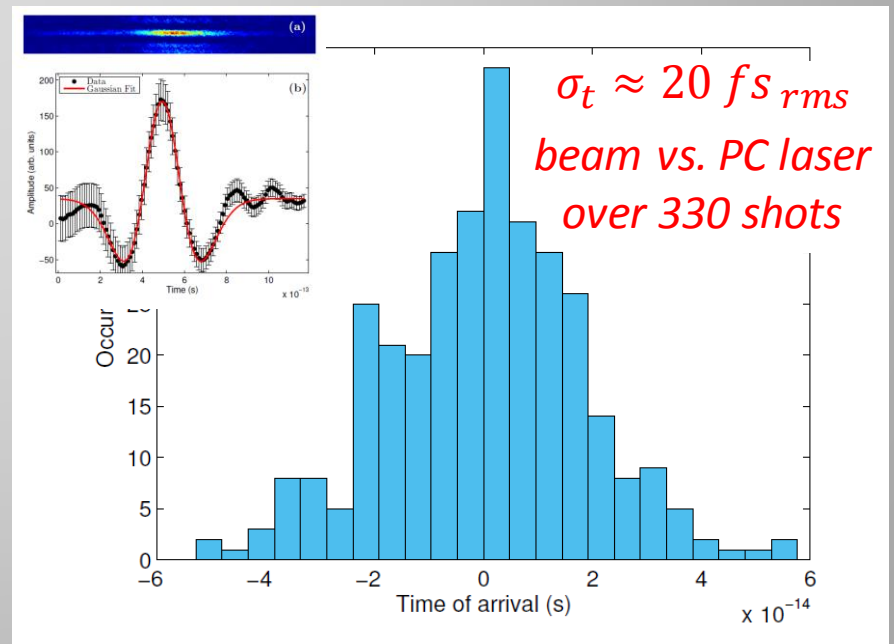 (a)
(b)
Data
Gaussian Fit
200
150
100
50
0
−50
Amplitude (arb. units)
0 2 4 6 8 10
Time (s)
x 10⁻¹³
σt ≈ 20 fs rms
beam vs. PC laser
over 330 shots
Occur
20
15
10
5
0
−6 −4 −2 0 2 4 6
Time of arrival (s)
x 10⁻¹⁴